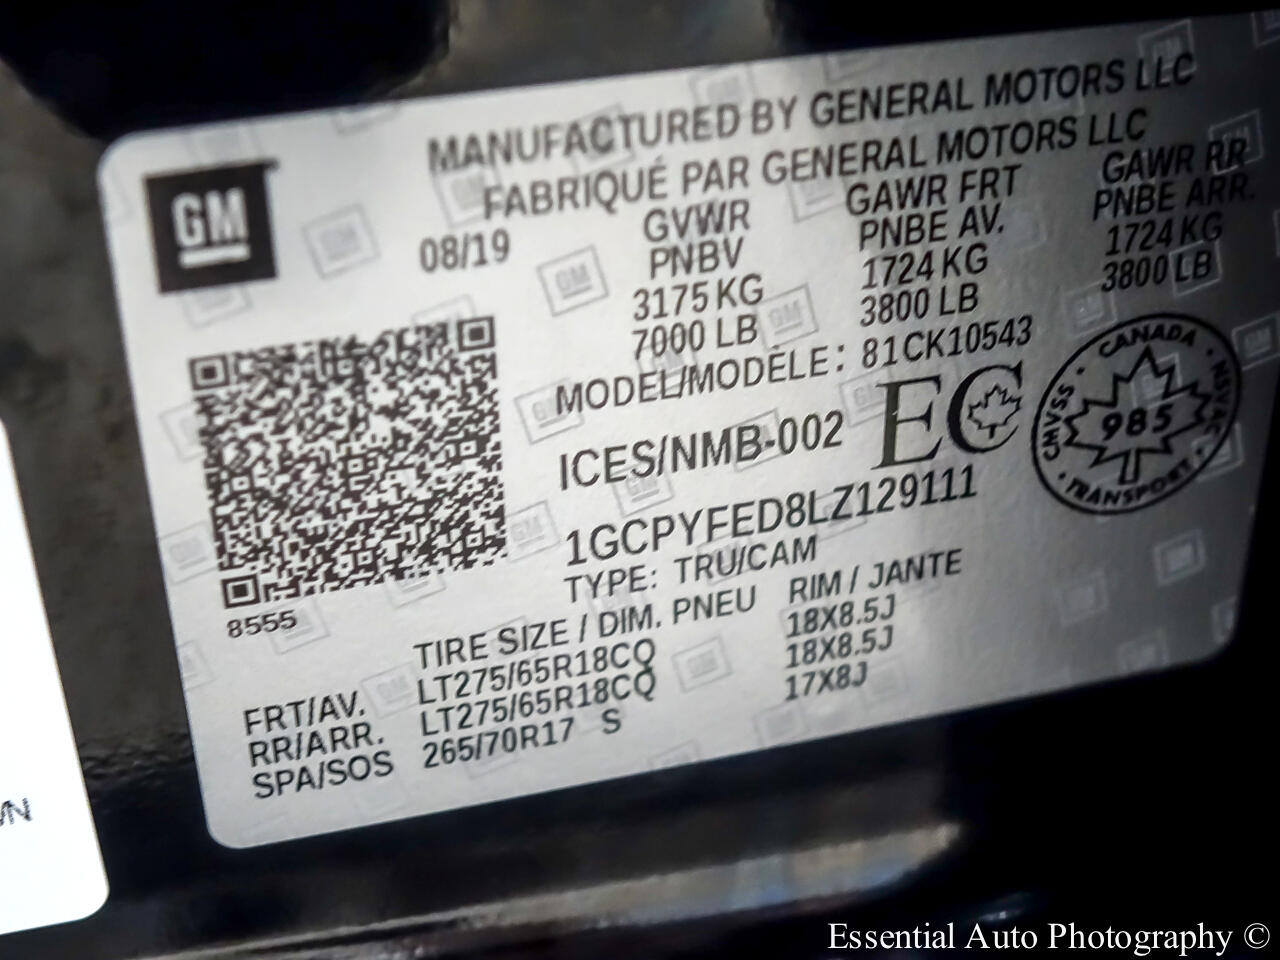 GM
MANUFACTURED BY GENERAL MOTORS LLC
FABRIQUÉ PAR GENERAL MOTORS LLC
08/19
GVWR GAWR FRT GAWR RR
PNBV PNBE AV. PNBE ARR.
3175 KG 1724 KG 1724 KG
7000 LB 3800 LB 3800 LB
MODEL/MODÈLE: 81CK10543
ICES/NMB-002 EC
CANADA · NSVAC · TRANSPORT · CMVSS ·
985
1GCPYFED8LZ129111
TYPE: TRU/CAM
8555
TIRE SIZE / DIM. PNEU RIM / JANTE
FRT/AV. LT275/65R18CQ 18X8.5J
RR/ARR. LT275/65R18CQ 18X8.5J
SPA/SOS 265/70R17 S 17X8J
Essential Auto Photography ©